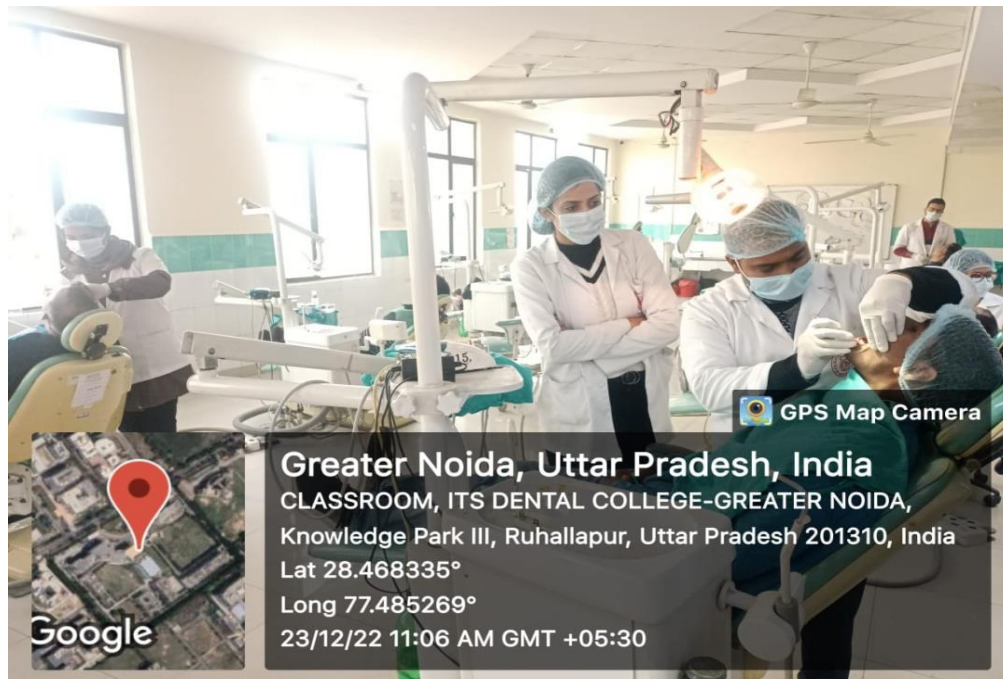 15.
GPS Map Camera
Greater Noida, Uttar Pradesh, India
CLASSROOM, ITS DENTAL COLLEGE-GREATER NOIDA,
Knowledge Park III, Ruhallapur, Uttar Pradesh 201310, India
Lat 28.468335°
Long 77.485269°
23/12/22 11:06 AM GMT +05:30
Google